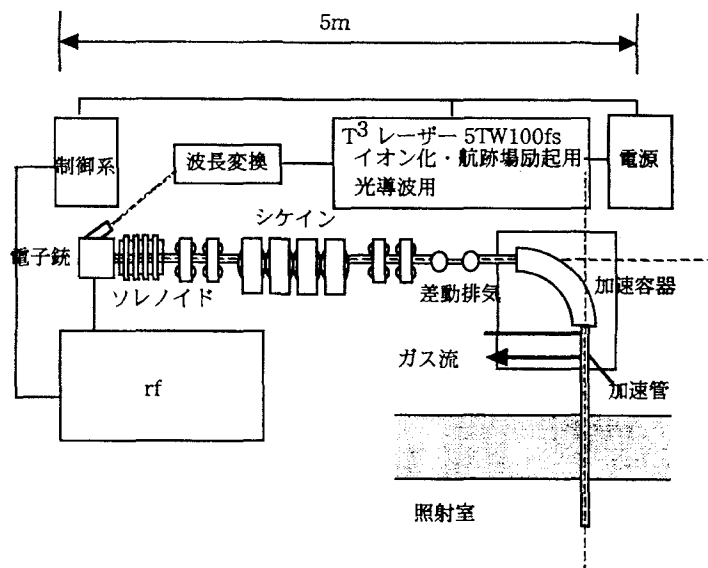 5m
制御系
波長変換
T³ レーザー 5TW100fs
イオン化・航跡場励起用
光導波用
電源
シケイン
電子銃
ソレノイド
差動排気
加速容器
ガス流
加速管
rf
照射室